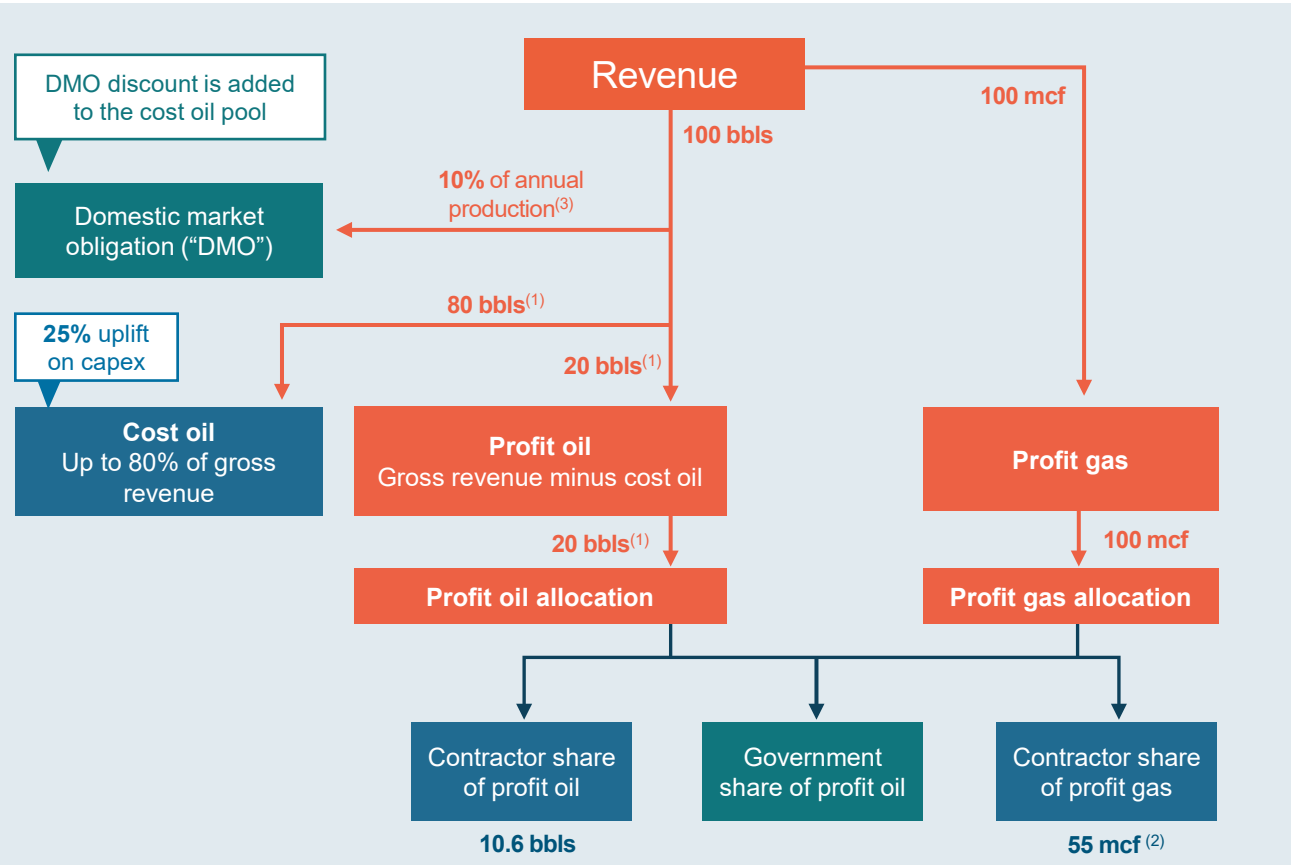 Revenue
DMO discount is added
to the cost oil pool
100 mcf
100 bbls
10% of annual
production(3)
Domestic market
obligation (“DMO”)
80 bbls(1)
25% uplift
on capex
20 bbls(1)
Cost oil
Up to 80% of gross
revenue
Profit oil
Gross revenue minus cost oil
Profit gas
20 bbls(1)
100 mcf
Profit oil allocation
Profit gas allocation
Contractor share
of profit oil
Government
share of profit oil
Contractor share
of profit gas
10.6 bbls
55 mcf (2)